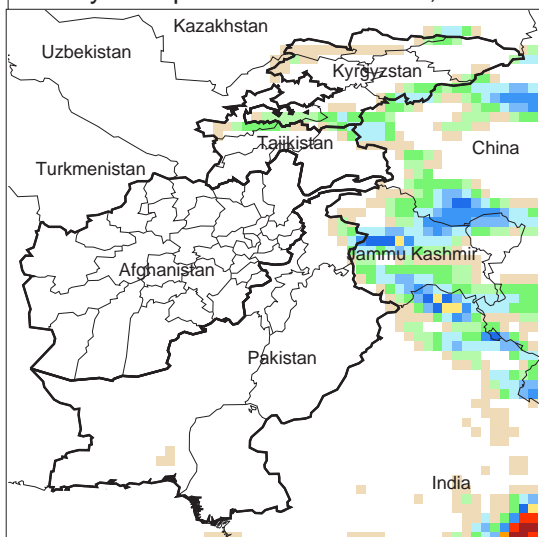 Kazakhstan
Uzbekistan
Kyrgyzstan
Tajikistan
China
Turkmenistan
Jammu Kashmir
Afghanistan
Pakistan
India